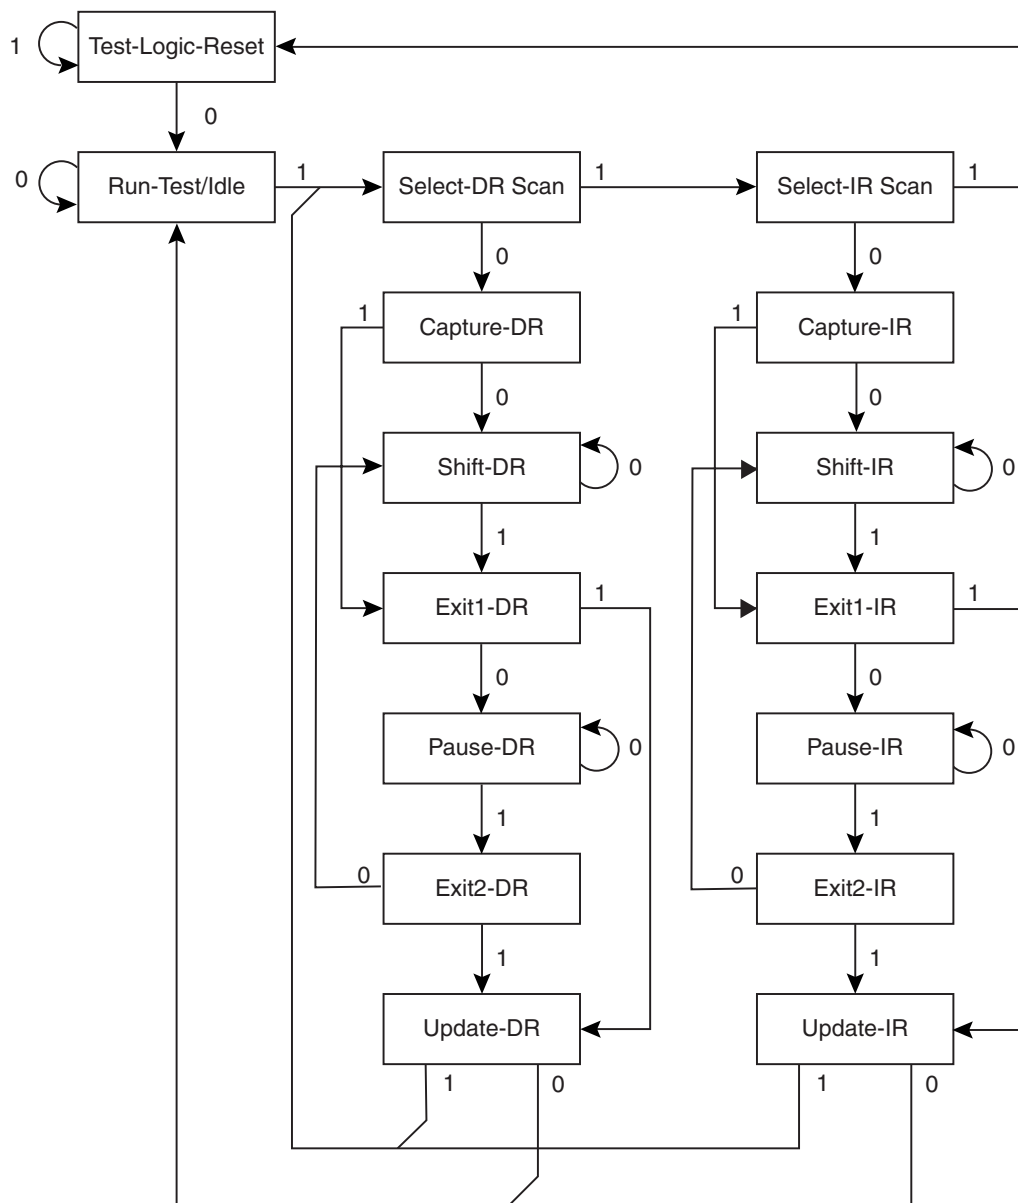 1 Test-Logic-Reset
0
0 Run-Test/Idle 1 Select-DR Scan 1 Select-IR Scan 1
0 0
1 Capture-DR 1 Capture-IR
0 0
Shift-DR 0 Shift-IR 0
1 1
Exit1-DR 1 Exit1-IR 1
0 0
Pause-DR 0 Pause-IR 0
1 1
0 Exit2-DR 0 Exit2-IR
1 1
Update-DR Update-IR
1 0 1 0